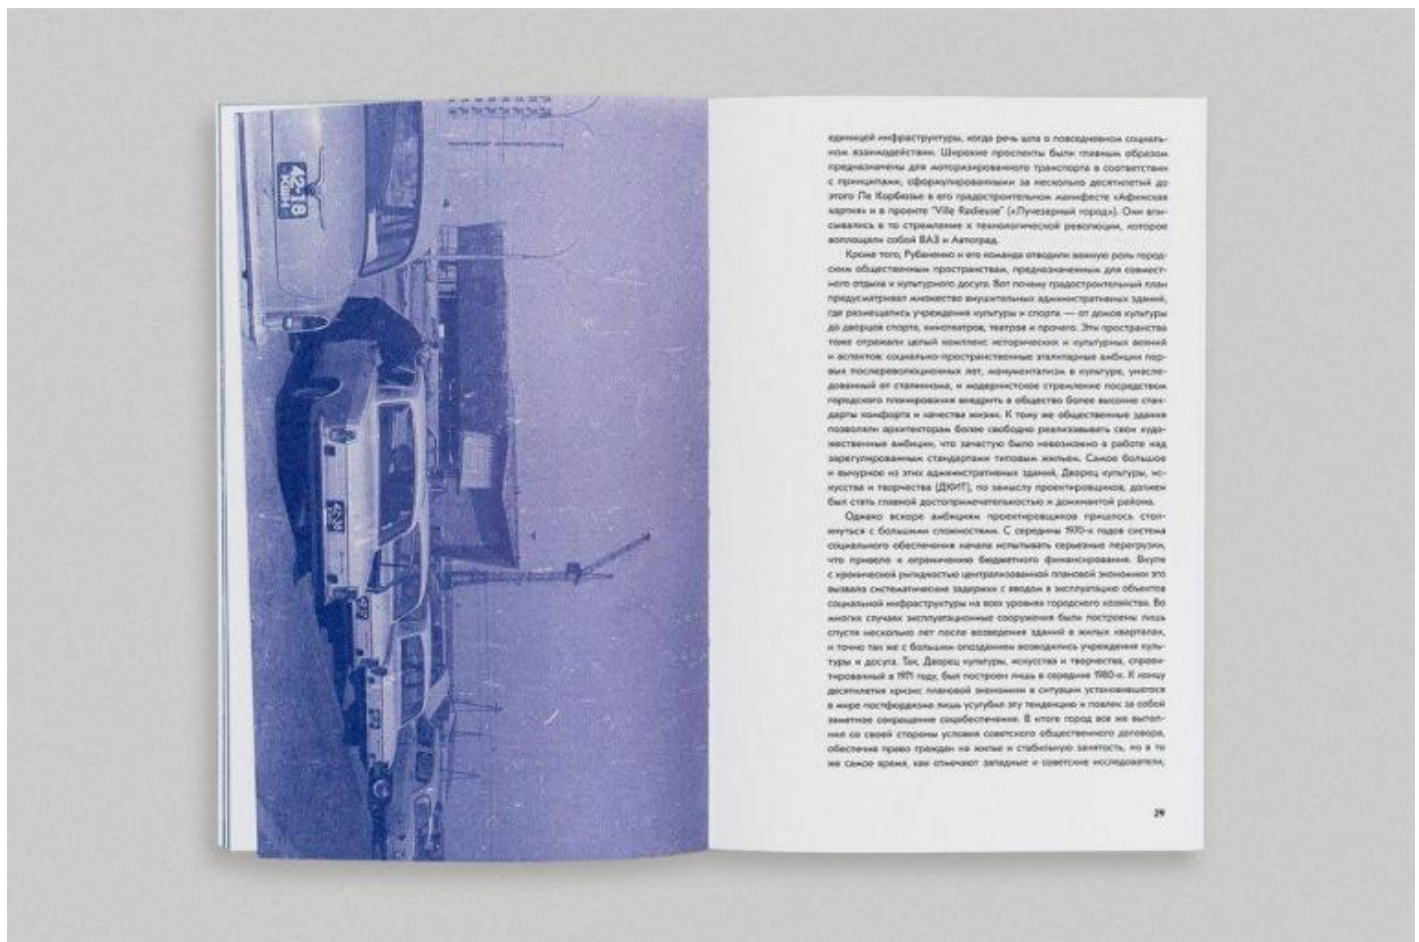 42-18
КШН
42-38
единицей инфраструктуры, когда речь шла о повседневном социаль-
ном взаимодействии. Широкие проспекты были главным образом
предназначены для моторизированного транспорта в соответствии
с принципами, сформулированными за несколько десятилетий до
этого Ле Корбюзье в его градостроительном манифесте «Афинская
хартия» и в проекте "Ville Radieuse" («Лучезарный город»). Они впи-
сывались в то стремление к технологической революции, которое
воплощали собой ВАЗ и Автоград.
Кроме того, Рубаненко и его команда отводили важную роль город-
ским общественным пространствам, предназначенным для совмест-
ного отдыха и культурного досуга. Вот почему градостроительный план
предусматривал множество внушительных административных зданий,
где размещались учреждения культуры и спорта — от домов культуры
до дворцов спорта, кинотеатров, театров и прочего. Эти пространства
тоже отражали целый комплекс исторических и культурных веяний
и аспектов: социально-пространственные эгалитарные амбиции пер-
вых послереволюционных лет, монументализм в культуре, унасле-
дованный от сталинизма, и модернистское стремление посредством
городского планирования внедрить в общество более высокие стан-
дарты комфорта и качества жизни. К тому же общественные здания
позволяли архитекторам более свободно реализовывать свои худо-
жественные амбиции, что зачастую было невозможно в работе над
зарегулированным стандартами типовым жильем. Самое большое
и вычурное из этих административных зданий, Дворец культуры, ис-
кусства и творчества (ДКИТ), по замыслу проектировщиков, должен
был стать главной достопримечательностью и доминантой района.
Однако вскоре амбициям проектировщиков пришлось стол-
кнуться с большими сложностями. С середины 1970-х годов система
социального обеспечения начала испытывать серьезные перегрузки,
что привело к ограничению бюджетного финансирования. Вкупе
с хронической ригидностью централизованной плановой экономики это
вызвало систематические задержки с вводом в эксплуатацию объектов
социальной инфраструктуры на всех уровнях городского хозяйства. Во
многих случаях эксплуатационные сооружения были построены лишь
спустя несколько лет после возведения зданий в жилых кварталах,
и точно так же с большим опозданием возводились учреждения куль-
туры и досуга. Так, Дворец культуры, искусства и творчества, спроек-
тированный в 1971 году, был построен лишь в середине 1980-х. К концу
десятилетия кризис плановой экономики в ситуации установившегося
в мире постфордизма лишь усугубил эту тенденцию и повлек за собой
заметное сокращение соцобеспечения. В итоге город все же выпол-
нил со своей стороны условия советского общественного договора,
обеспечив право граждан на жилье и стабильную занятость, но в то
же самое время, как отмечают западные и советские исследователи,
29